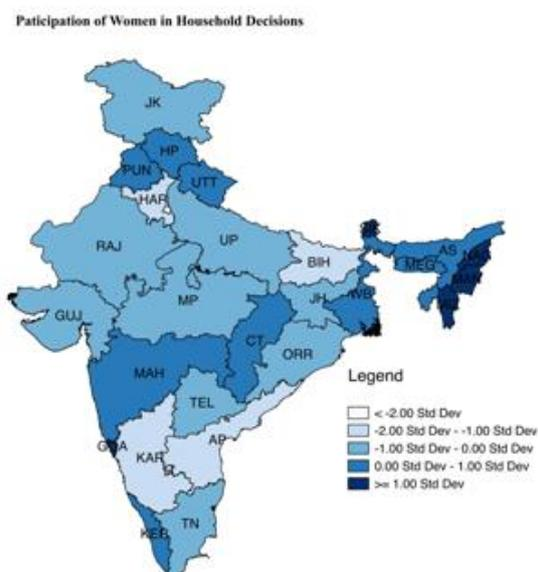 Paticipation of Women in Household Decisions
JK
HP
PUN
UTT
HAR
RAJ
UP
BIH
AS
MEG
NAG
MAN
GUJ
MP
JH
WB
CT
ORR
MAH
TEL
GOA
KAR
AP
KER
TN
Legend
< -2.00 Std Dev
-2.00 Std Dev - -1.00 Std Dev
-1.00 Std Dev - 0.00 Std Dev
0.00 Std Dev - 1.00 Std Dev
>= 1.00 Std Dev